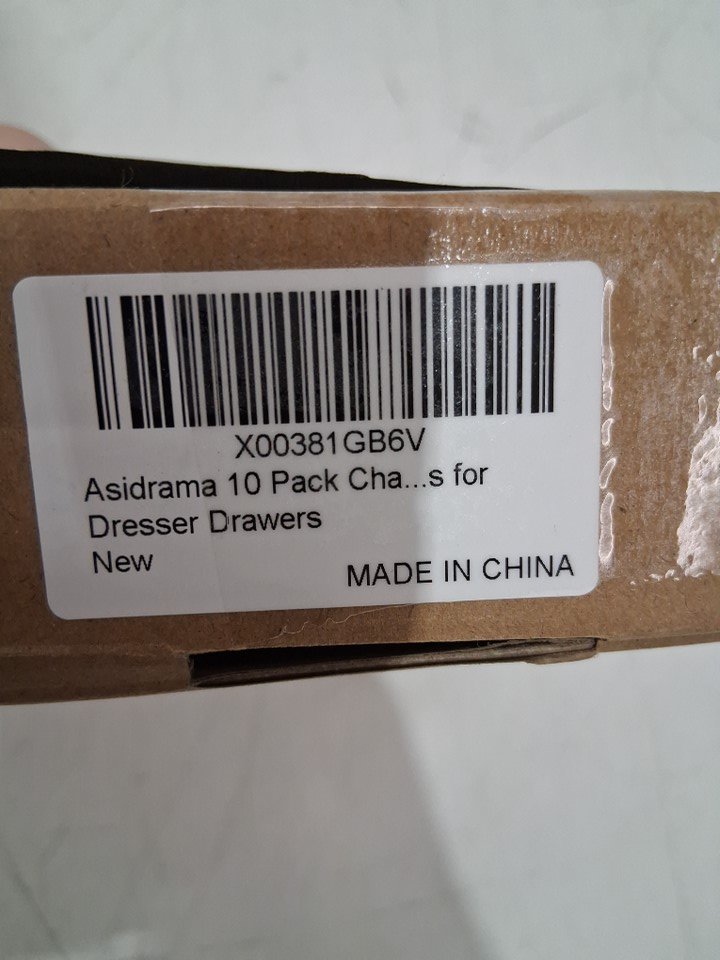 X00381GB6V
Asidrama 10 Pack Cha...s for
Dresser Drawers
New
MADE IN CHINA